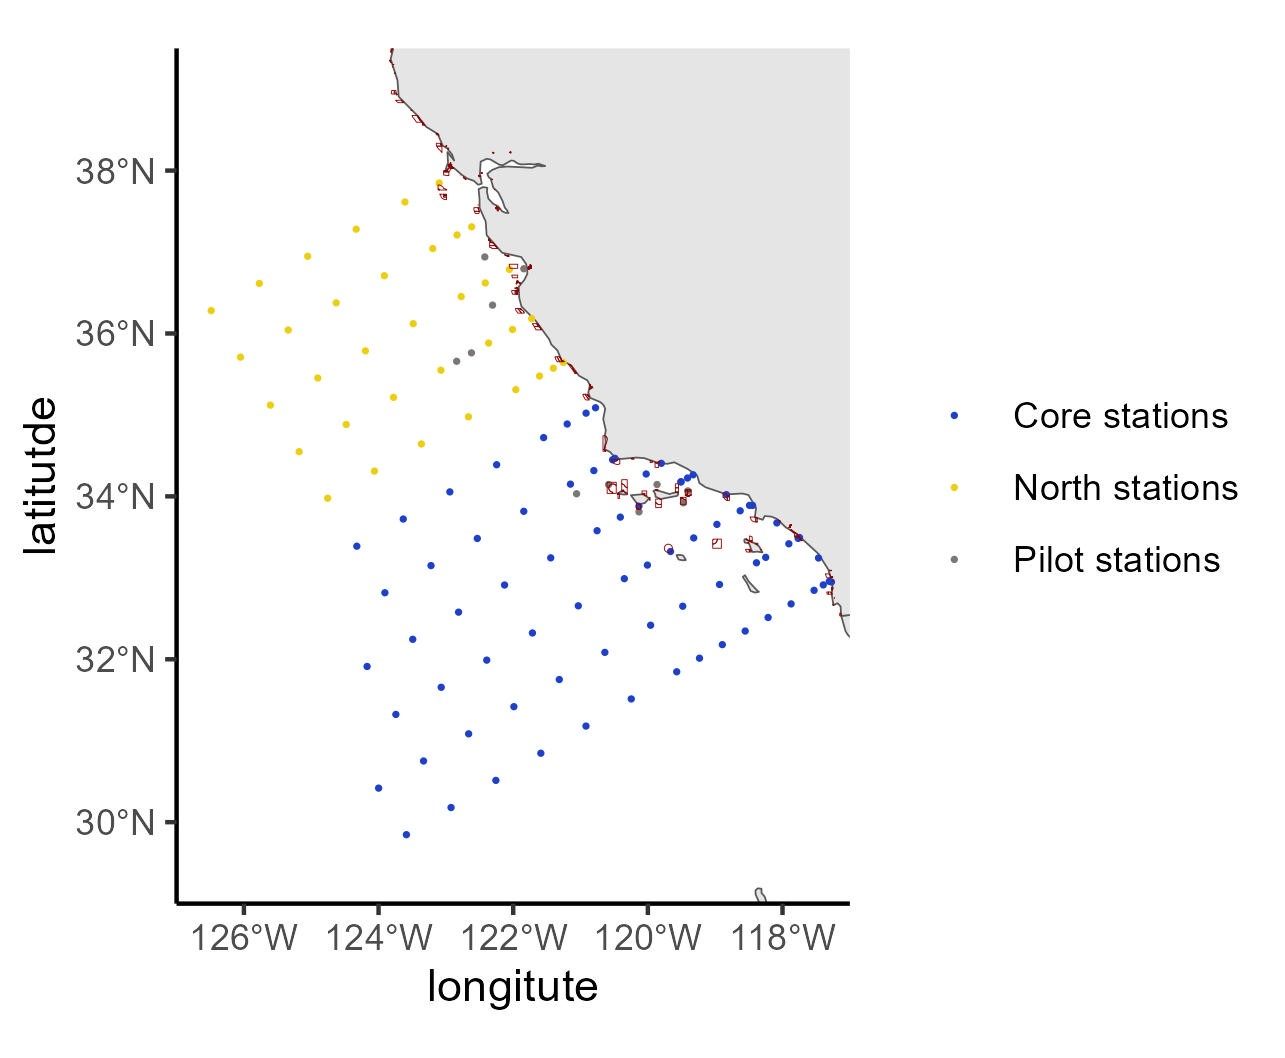 38°N
36°N
34°N
32°N
30°N
latitutde
126°W 124°W 122°W 120°W 118°W
longitute
Core stations
North stations
Pilot stations